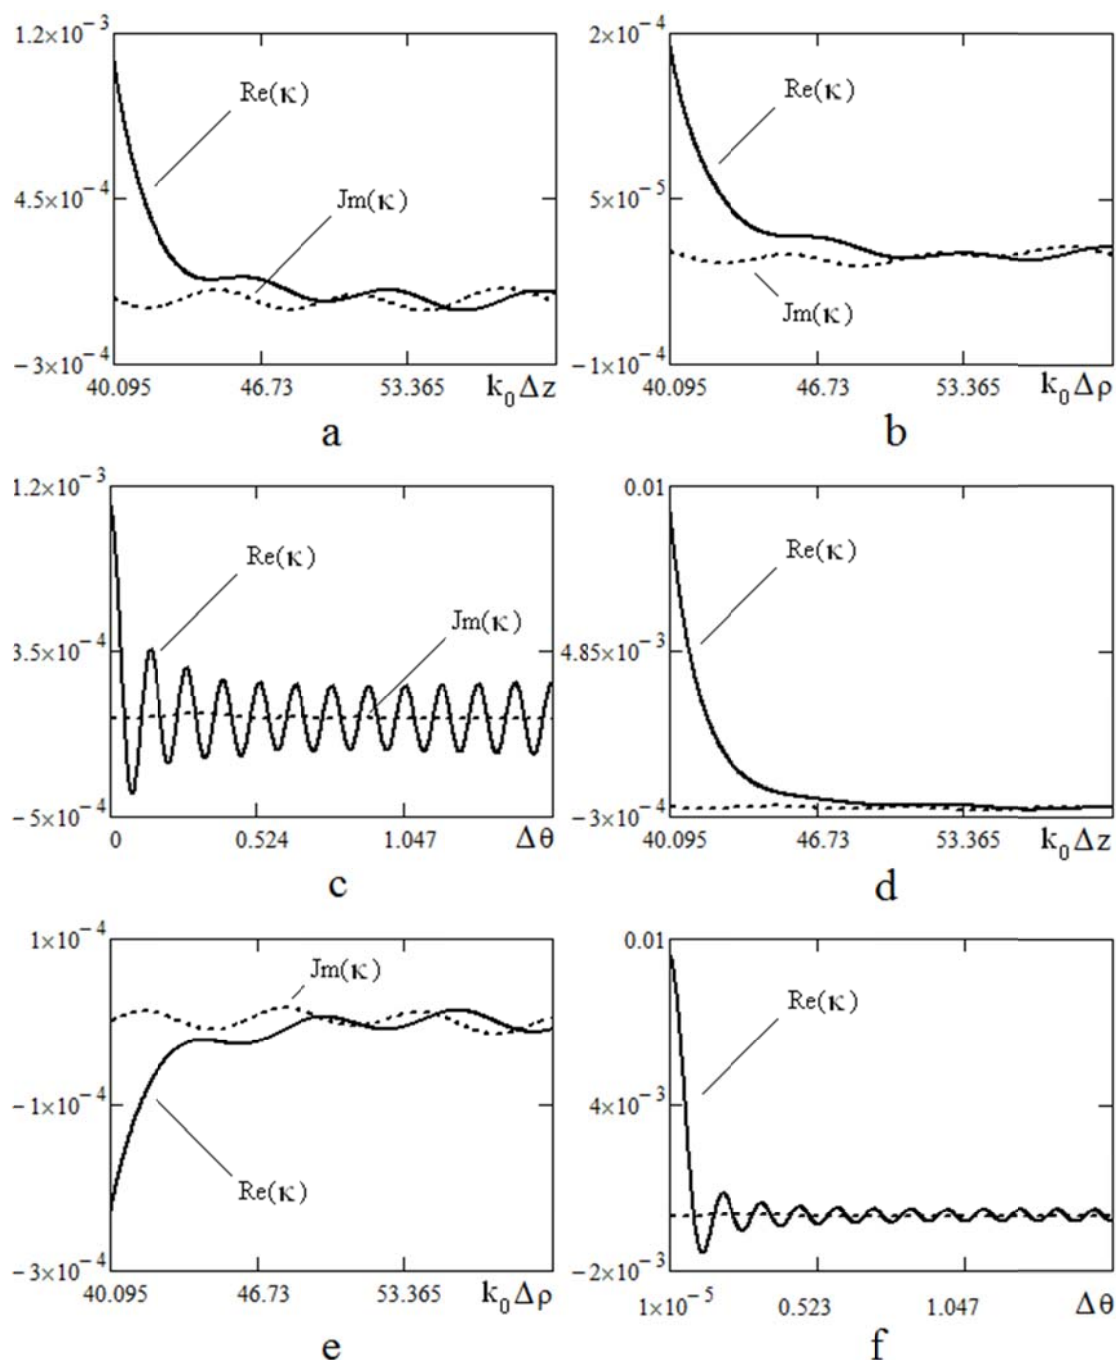 1.2×10⁻³
Re(κ)
4.5×10⁻⁴
Jm(κ)
−3×10⁻⁴
40.095 46.73 53.365 k₀Δz
a
2×10⁻⁴
Re(κ)
5×10⁻⁵
Jm(κ)
−1×10⁻⁴
40.095 46.73 53.365 k₀Δρ
b
1.2×10⁻³
Re(κ)
Jm(κ)
3.5×10⁻⁴
−5×10⁻⁴
0 0.524 1.047 Δθ
c
0.01
Re(κ)
4.85×10⁻³
−3×10⁻⁴
40.095 46.73 53.365 k₀Δz
d
1×10⁻⁴
Jm(κ)
−1×10⁻⁴
Re(κ)
−3×10⁻⁴
40.095 46.73 53.365 k₀Δρ
e
0.01
Re(κ)
4×10⁻³
−2×10⁻³
1×10⁻⁵ 0.523 1.047 Δθ
f